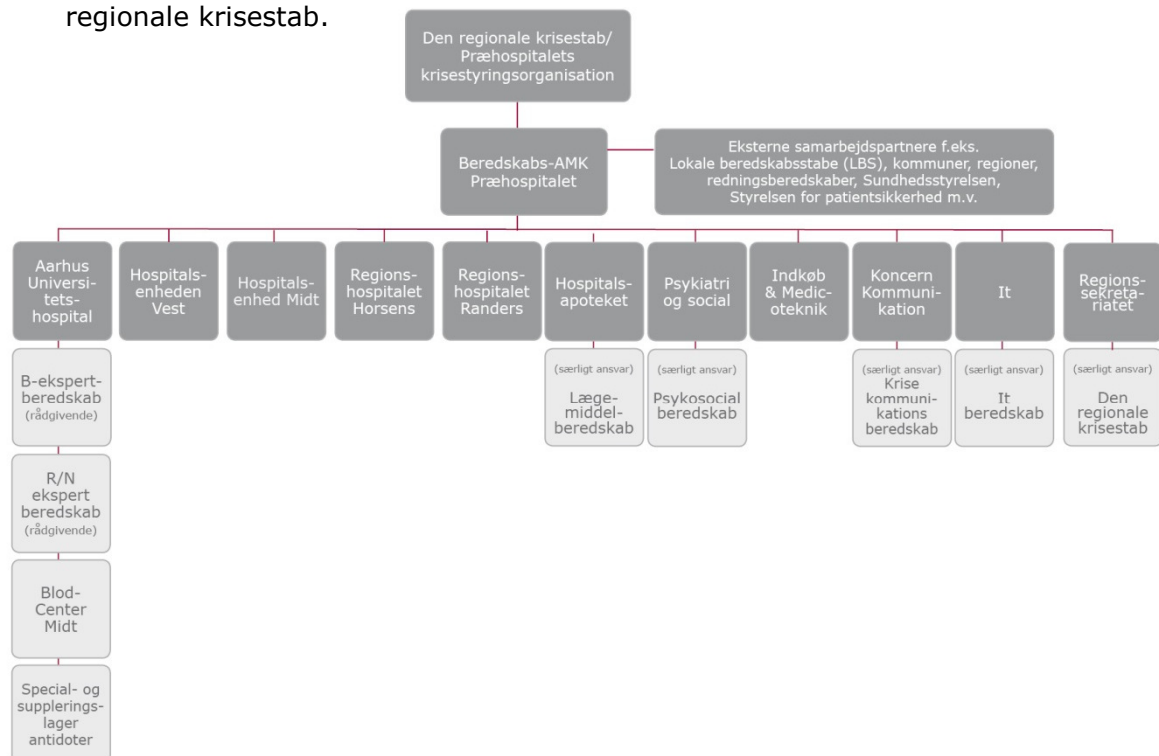 regionale krisestab.
Den regionale krisestab/
Præhospitalets
krisestyringsorganisation
Beredskabs-AMK
Præhospitalet
Eksterne samarbejdspartnere f.eks.
Lokale beredskabsstabe (LBS), kommuner, regioner,
redningsberedskaber, Sundhedsstyrelsen,
Styrelsen for patientsikkerhed m.v.
Aarhus
Universi-
tets-
hospital
Hospitals-
enheden
Vest
Hospitals-
enhed Midt
Regions-
hospitalet
Horsens
Regions-
hospitalet
Randers
Hospitals-
apoteket
Psykiatri
og social
Indkøb
& Medic-
oteknik
Koncern
Kommuni-
kation
It
Regions-
sekreta-
riatet
B-ekspert-
beredskab
(rådgivende)
(særligt ansvar)
Læge-
middel-
beredskab
(særligt ansvar)
Psykosocial
beredskab
(særligt ansvar)
Krise
kommuni-
kations
beredskab
(særligt ansvar)
It
beredskab
(særligt ansvar)
Den
regionale
krisestab
R/N
ekspert
beredskab
(rådgivende)
Blod-
Center
Midt
Special- og
supplerings-
lager
antidoter